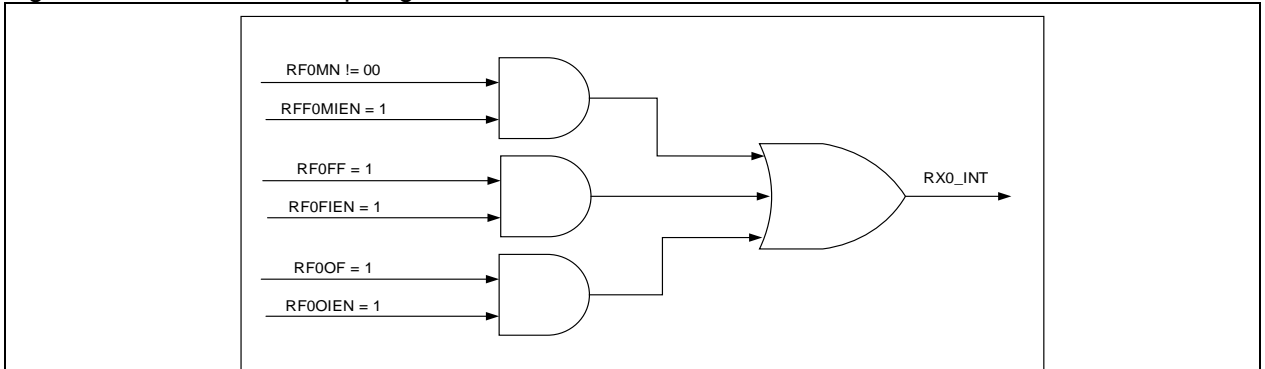 RF0MN != 00
RFF0MIEN = 1
RF0FF = 1
RF0FIEN = 1
RF0OF = 1
RF0OIEN = 1
RX0_INT